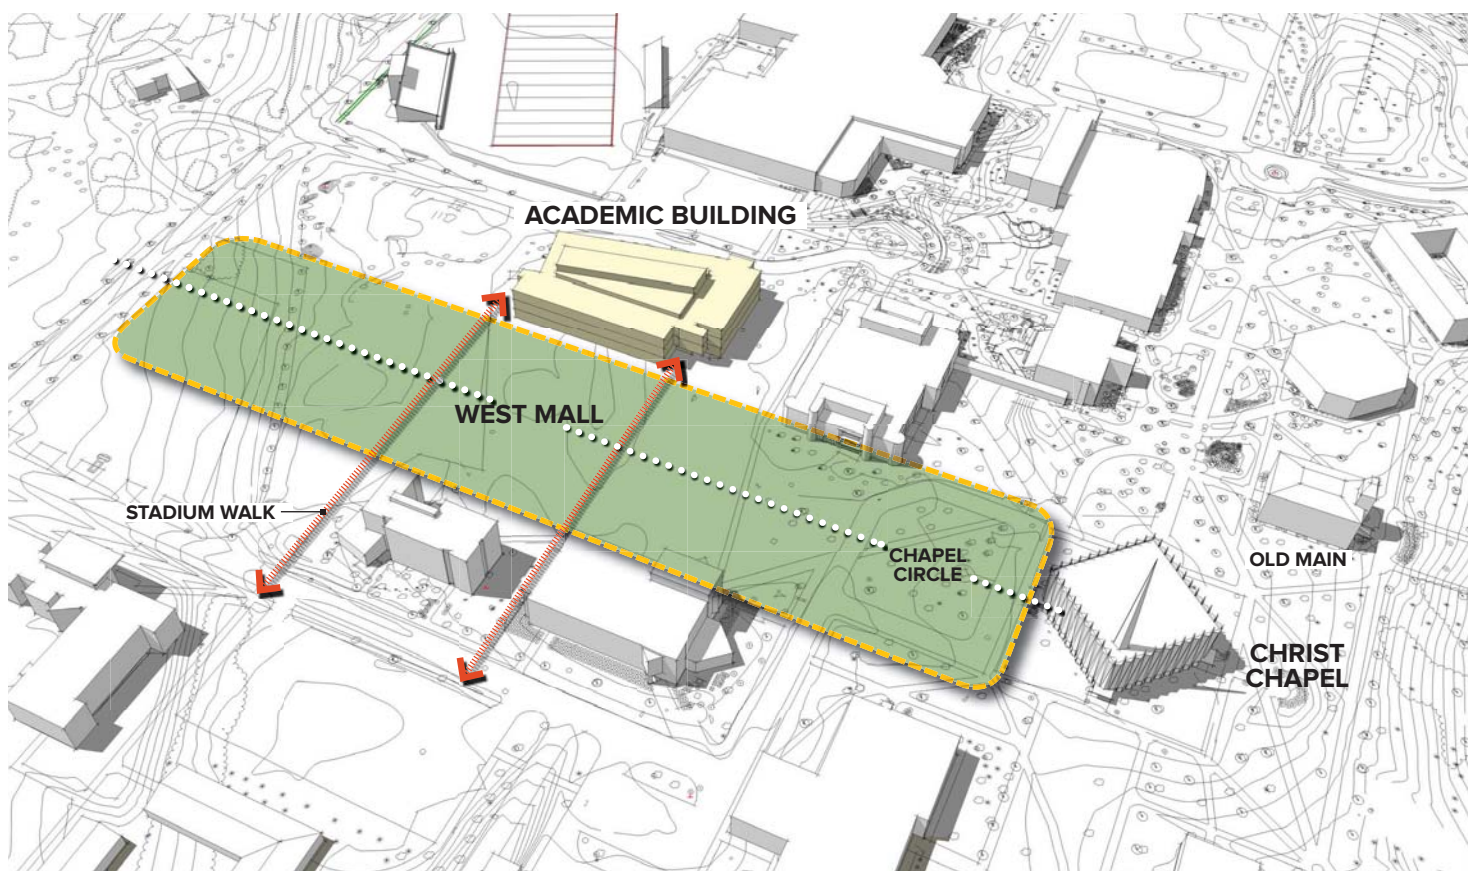 ACADEMIC BUILDING
WEST MALL
STADIUM WALK
CHAPEL
CIRCLE
OLD MAIN
CHRIST
CHAPEL